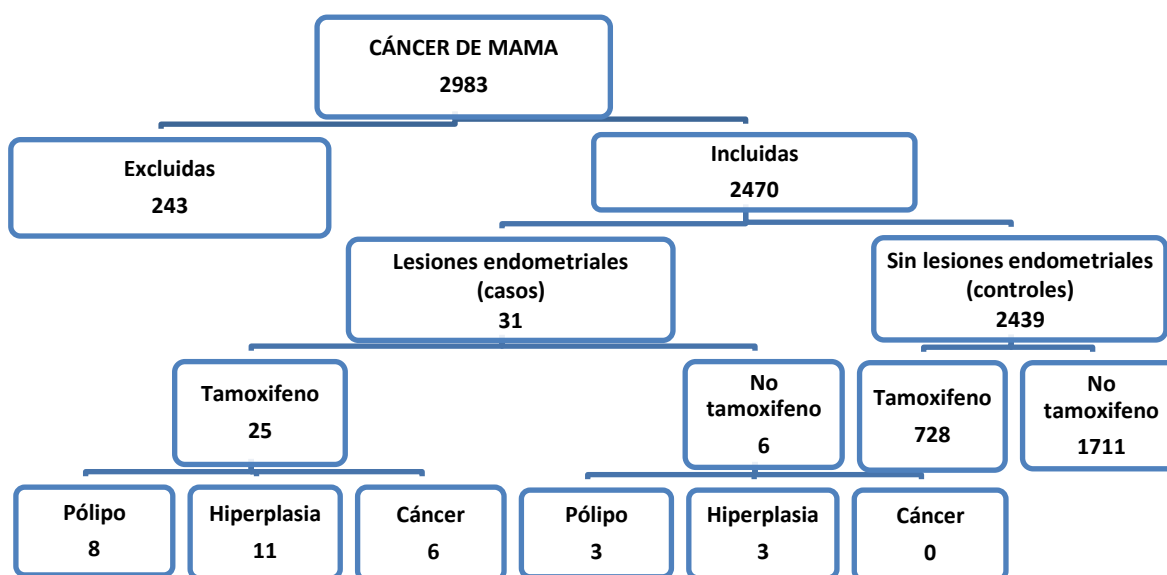 CÁNCER DE MAMA
2983
Excluidas
243
Incluidas
2470
Lesiones endometriales
(casos)
31
Sin lesiones endometriales
(controles)
2439
Tamoxifeno
25
No
tamoxifeno
6
Tamoxifeno
728
No
tamoxifeno
1711
Pólipo
8
Hiperplasia
11
Cáncer
6
Pólipo
3
Hiperplasia
3
Cáncer
0